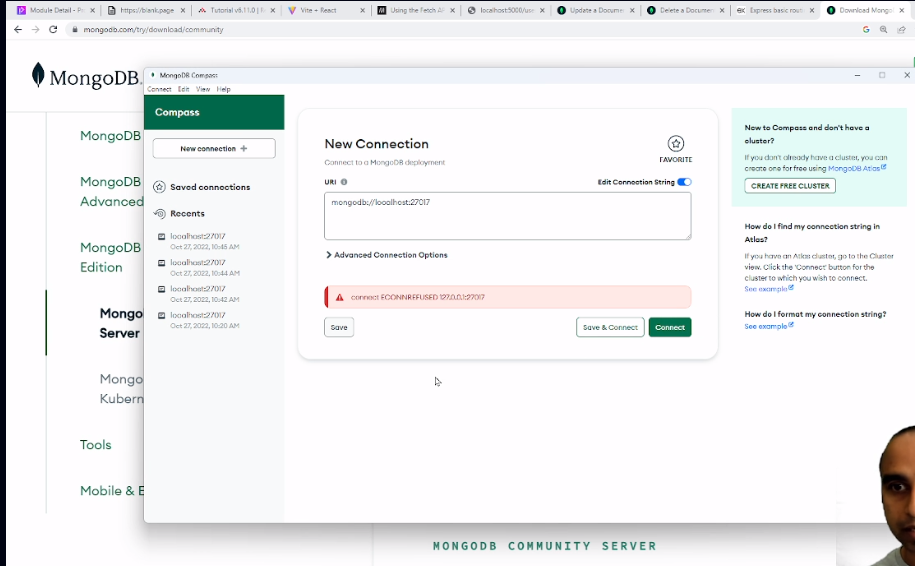 Module Detail - P
https://blank.page
Tutorial v6.11.0 | F
Vite + React
Using the Fetch A
localhost:5000/use
Update a Docume
Delete a Documen
Express basic rout
Download Mongo
mongodb.com/try/download/community
MongoDB.
MongoDB
MongoDB
Advanced
MongoDB
Edition
Mongo
Server
Mongo
Kubern
Tools
Mobile & E
MongoDB Compass
Connect Edit View Help
Compass
New connection +
Saved connections
Recents
localhost:27017
Oct 27, 2022, 10:45 AM
localhost:27017
Oct 27, 2022, 10:44 AM
localhost:27017
Oct 27, 2022, 10:42 AM
localhost:27017
Oct 27, 2022, 10:20 AM
New Connection
Connect to a MongoDB deployment
FAVORITE
URI
Edit Connection String
mongodb://localhost:27017
Advanced Connection Options
connect ECONNREFUSED 127.0.0.1:27017
Save
Save & Connect
Connect
New to Compass and don't have a
cluster?
If you don't already have a cluster, you can
create one for free using MongoDB Atlas
CREATE FREE CLUSTER
How do I find my connection string in
Atlas?
If you have an Atlas cluster, go to the Cluster
view. Click the 'Connect' button for the
cluster to which you wish to connect.
See example
How do I format my connection string?
See example
MONGODB COMMUNITY SERVER